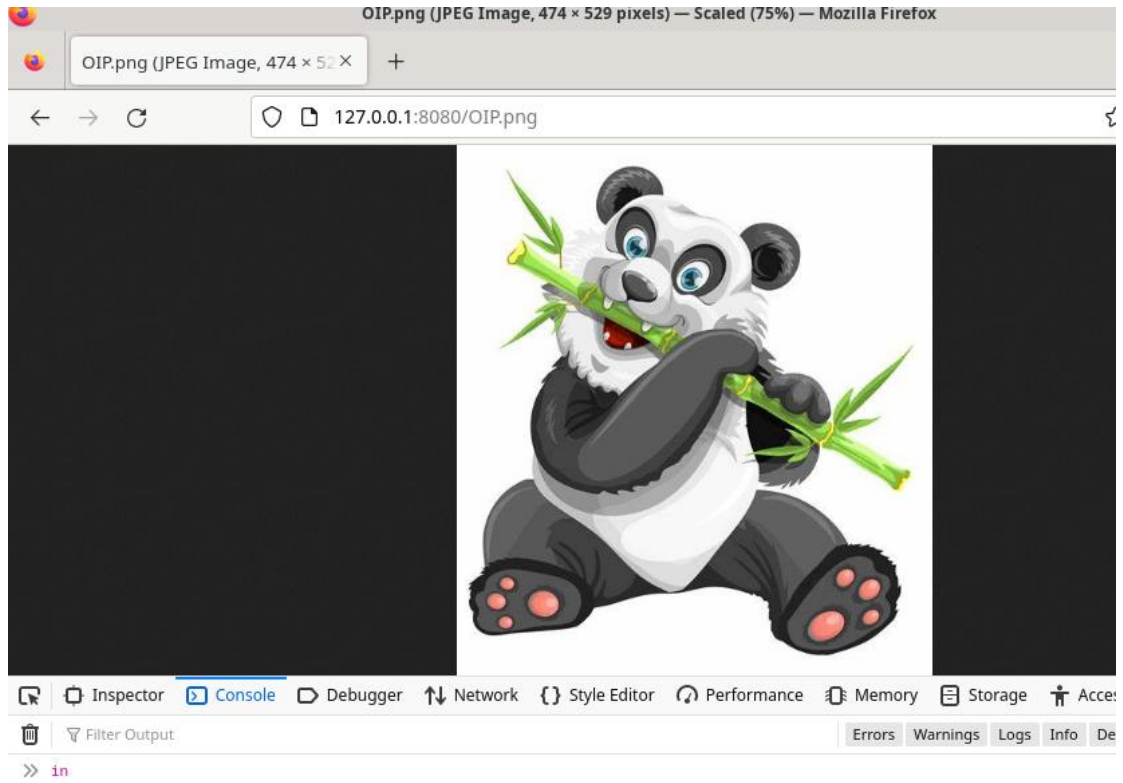 OIP.png (JPEG Image, 474 × 529 pixels) — Scaled (75%) — Mozilla Firefox
OIP.png (JPEG Image, 474 × 52
127.0.0.1:8080/OIP.png
Inspector Console Debugger Network Style Editor Performance Memory Storage Acces
Filter Output Errors Warnings Logs Info De
in